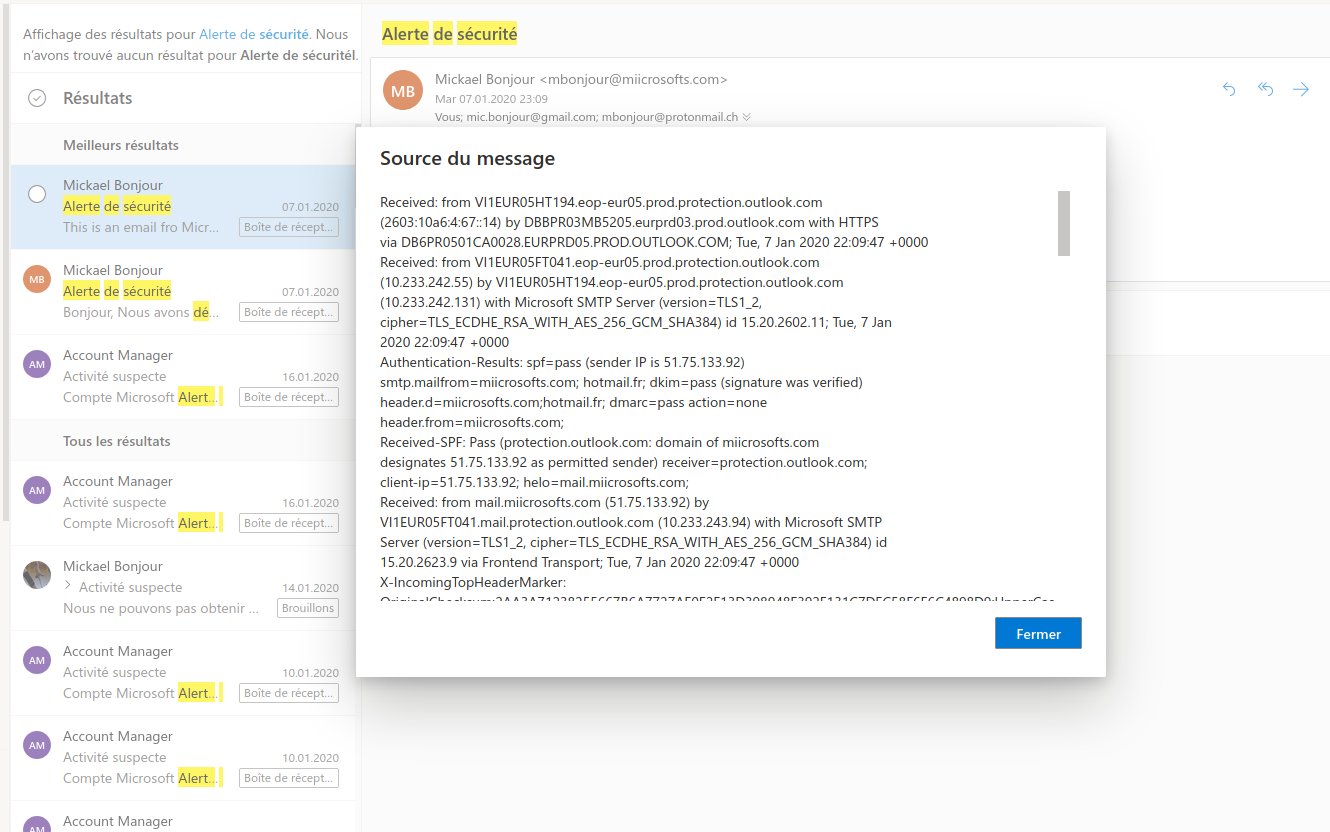 Affichage des résultats pour Alerte de sécurité. Nous
n'avons trouvé aucun résultat pour Alerte de sécuritél.
Résultats
Meilleurs résultats
Mickael Bonjour
Alerte de sécurité 07.01.2020
This is an email fro Micr... Boîte de récept...
MB
Mickael Bonjour
Alerte de sécurité 07.01.2020
Bonjour, Nous avons dé... Boîte de récept...
AM
Account Manager
Activité suspecte 16.01.2020
Compte Microsoft Alert... Boîte de récept...
Tous les résultats
AM
Account Manager
Activité suspecte 16.01.2020
Compte Microsoft Alert... Boîte de récept...
Mickael Bonjour
Activité suspecte 14.01.2020
Nous ne pouvons pas obtenir ... Brouillons
AM
Account Manager
Activité suspecte 10.01.2020
Compte Microsoft Alert... Boîte de récept...
AM
Account Manager
Activité suspecte 10.01.2020
Compte Microsoft Alert... Boîte de récept...
AM
Account Manager
Alerte de sécurité
MB
Mickael Bonjour <mbonjour@miicrosofts.com>
Mar 07.01.2020 23:09
Vous; mic.bonjour@gmail.com; mbonjour@protonmail.ch
Source du message
Received: from VI1EUR05HT194.eop-eur05.prod.protection.outlook.com
(2603:10a6:4:67::14) by DBBPR03MB5205.eurprd03.prod.outlook.com with HTTPS
via DB6PR0501CA0028.EURPRD05.PROD.OUTLOOK.COM; Tue, 7 Jan 2020 22:09:47 +0000
Received: from VI1EUR05FT041.eop-eur05.prod.protection.outlook.com
(10.233.242.55) by VI1EUR05HT194.eop-eur05.prod.protection.outlook.com
(10.233.242.131) with Microsoft SMTP Server (version=TLS1_2,
cipher=TLS_ECDHE_RSA_WITH_AES_256_GCM_SHA384) id 15.20.2602.11; Tue, 7 Jan
2020 22:09:47 +0000
Authentication-Results: spf=pass (sender IP is 51.75.133.92)
smtp.mailfrom=miicrosofts.com; hotmail.fr; dkim=pass (signature was verified)
header.d=miicrosofts.com;hotmail.fr; dmarc=pass action=none
header.from=miicrosofts.com;
Received-SPF: Pass (protection.outlook.com: domain of miicrosofts.com
designates 51.75.133.92 as permitted sender) receiver=protection.outlook.com;
client-ip=51.75.133.92; helo=mail.miicrosofts.com;
Received: from mail.miicrosofts.com (51.75.133.92) by
VI1EUR05FT041.mail.protection.outlook.com (10.233.243.94) with Microsoft SMTP
Server (version=TLS1_2, cipher=TLS_ECDHE_RSA_WITH_AES_256_GCM_SHA384) id
15.20.2623.9 via Frontend Transport; Tue, 7 Jan 2020 22:09:47 +0000
X-IncomingTopHeaderMarker:
Fermer